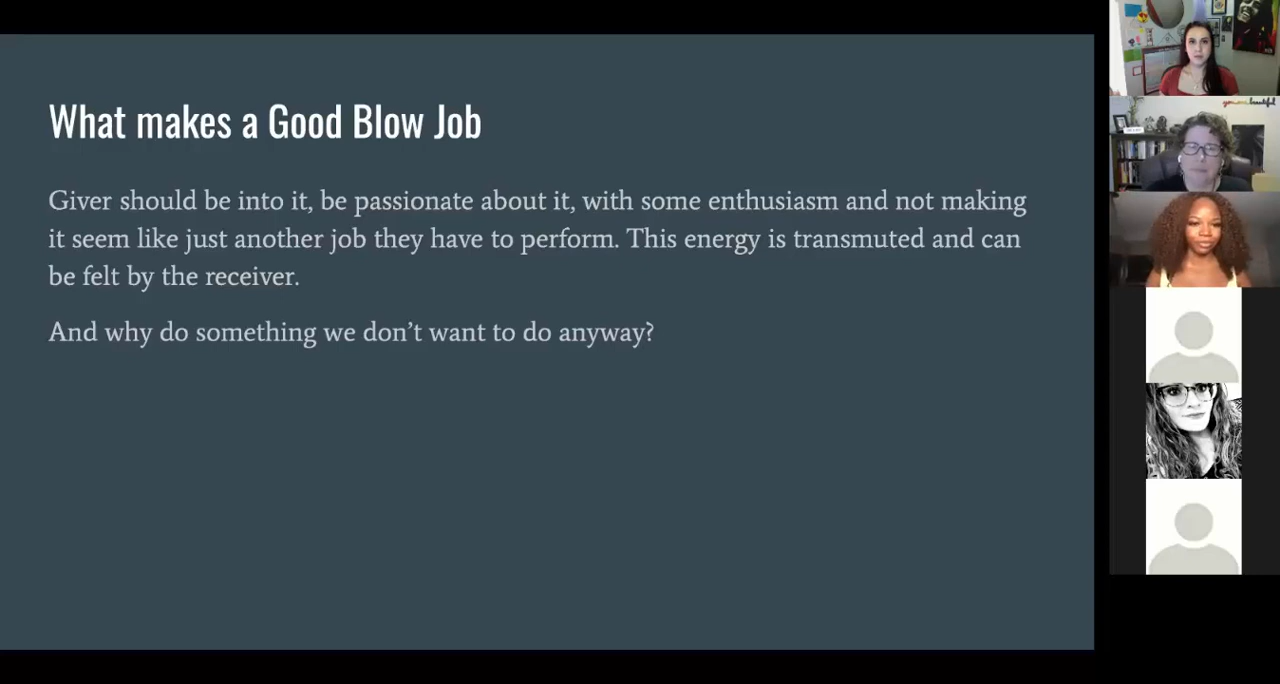 What makes a Good Blow Job
Giver should be into it, be passionate about it, with some enthusiasm and not making
it seem like just another job they have to perform. This energy is transmuted and can
be felt by the receiver.
And why do something we don’t want to do anyway?